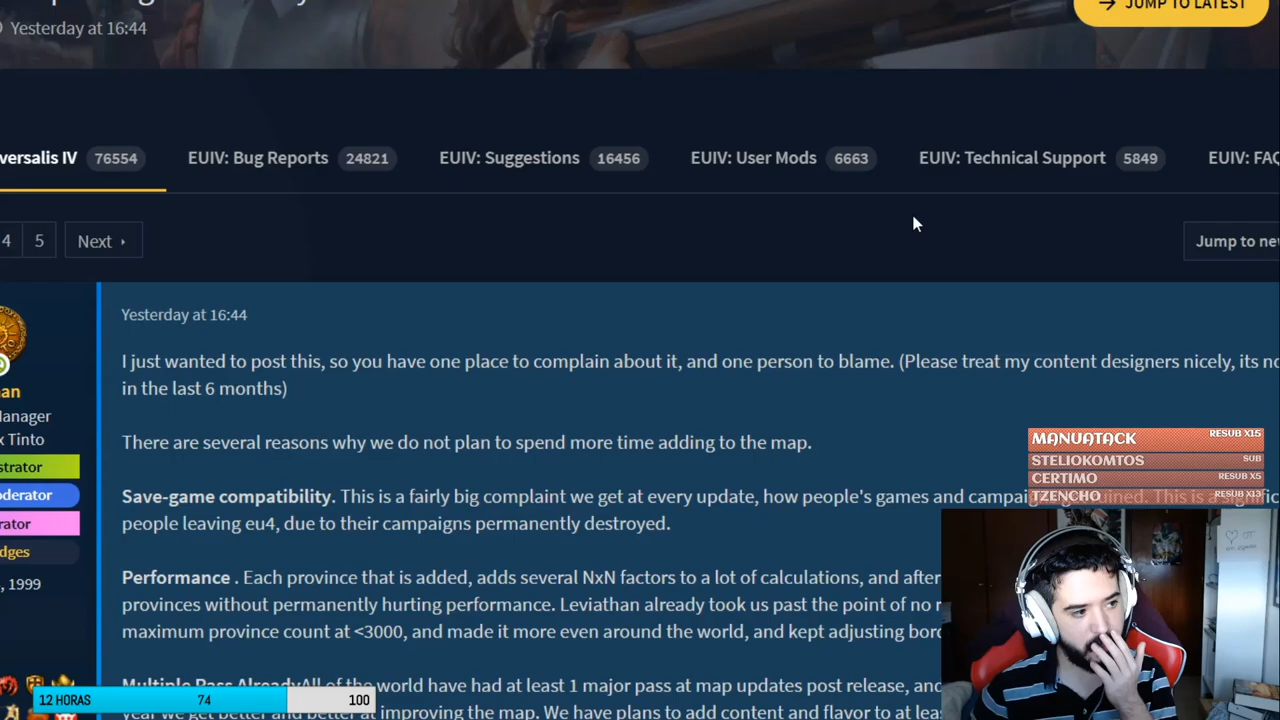 JUMP TO LATEST
Yesterday at 16:44
versalis IV 76554 EUIV: Bug Reports 24821 EUIV: Suggestions 16456 EUIV: User Mods 6663 EUIV: Technical Support 5849 EUIV: FAQ
4 5 Next Jump to ne
Yesterday at 16:44
I just wanted to post this, so you have one place to complain about it, and one person to blame. (Please treat my content designers nicely, its no
in the last 6 months)
There are several reasons why we do not plan to spend more time adding to the map.
Save-game compatibility. This is a fairly big complaint we get at every update, how people's games and campai ined. This is a signific
people leaving eu4, due to their campaigns permanently destroyed.
Performance . Each province that is added, adds several NxN factors to a lot of calculations, and after
provinces without permanently hurting performance. Leviathan already took us past the point of no r
maximum province count at <3000, and made it more even around the world, and kept adjusting bor
Multiple Pass Already All of the world have had at least 1 major pass at map updates post release, and
year we get better and better at improving the map. We have plans to add content and flavor to at lea
an
Manager
x Tinto
strator
oderator
rator
dges
, 1999
MANUATACK RESUB X15
STELIOKOMTOS SUB
CERTIMO RESUB X5
TZENCHO RESUB X13
12 HORAS 74 100